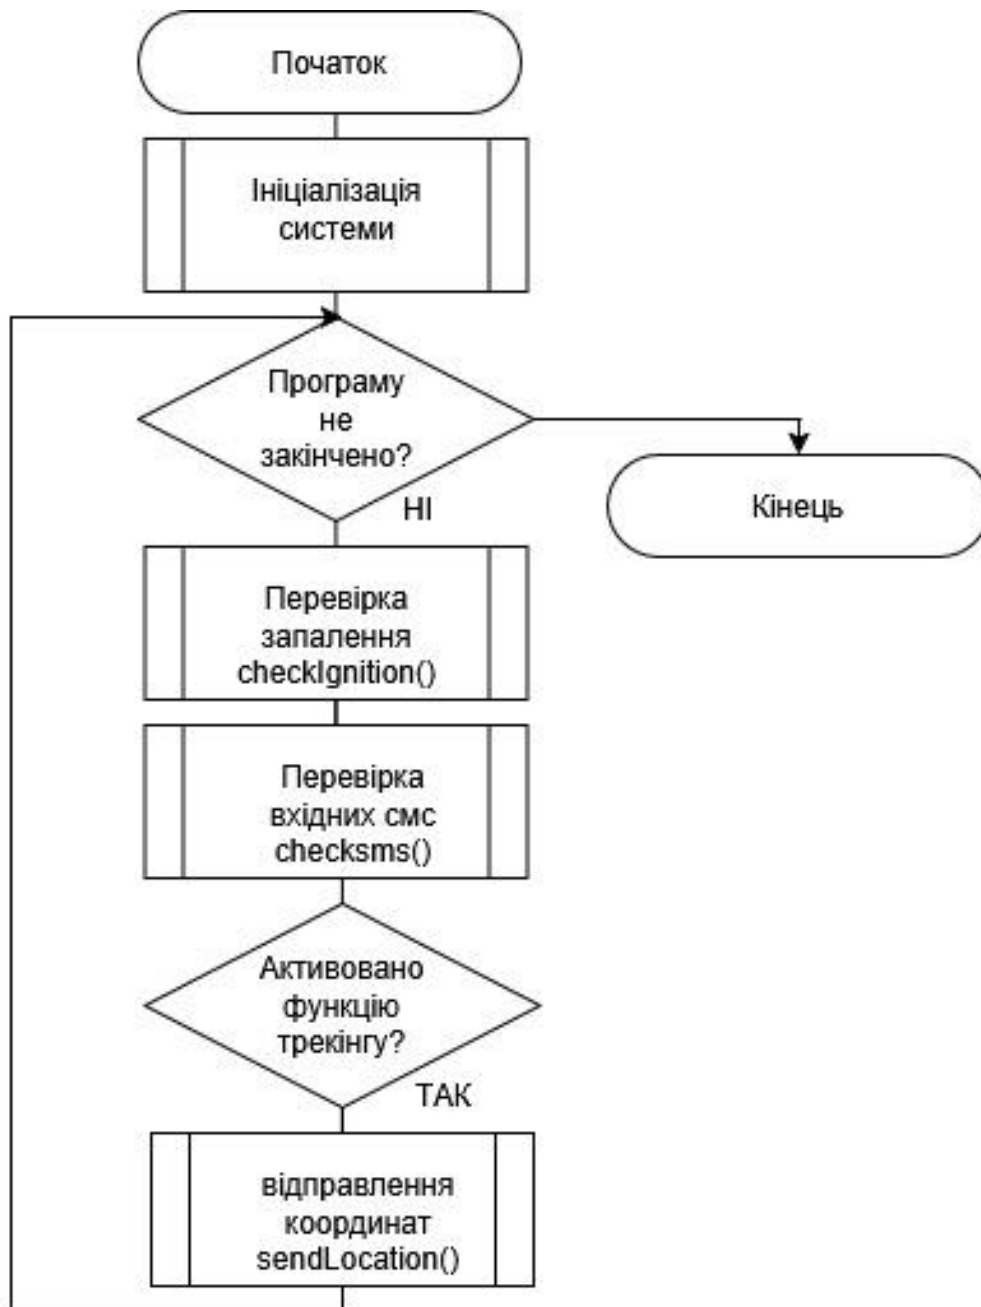 Початок
Ініціалізація
системи
Програму
не
закінчено?
НІ
Кінець
Перевірка
запалення
checkIgnition()
Перевірка
вхідних смс
checksms()
Активовано
функцію
трекінгу?
ТАК
відправлення
координат
sendLocation()